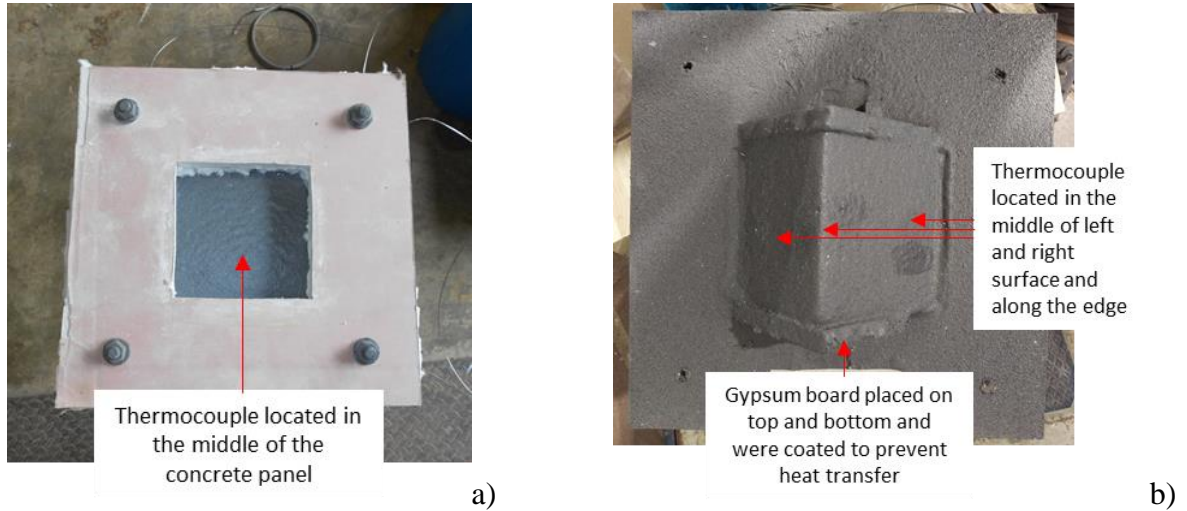 Thermocouple located in
the middle of the
concrete panel
a)
Thermocouple
located in the
middle of left
and right
surface and
along the edge
Gypsum board placed on
top and bottom and
were coated to prevent
heat transfer
b)